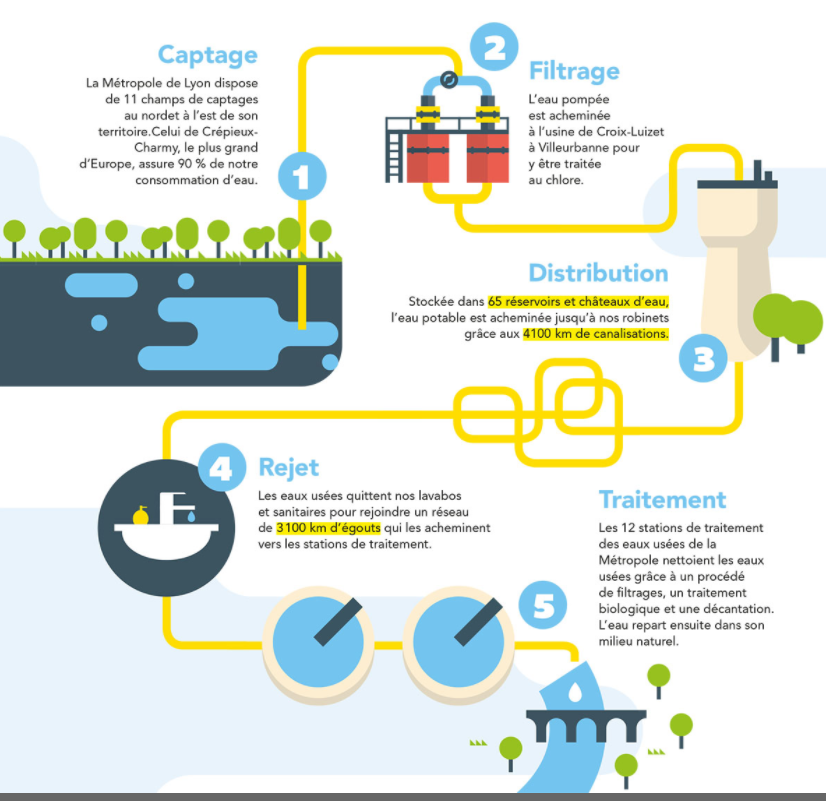 1
Captage
La Métropole de Lyon dispose
de 11 champs de captages
au nordet à l'est de son
territoire.Celui de Crépieux-
Charmy, le plus grand
d'Europe, assure 90 % de notre
consommation d'eau.
2
Filtrage
L'eau pompée
est acheminée
à l'usine de Croix-Luizet
à Villeurbanne pour
y être traitée
au chlore.
3
Distribution
Stockée dans 65 réservoirs et châteaux d'eau,
l'eau potable est acheminée jusqu'à nos robinets
grâce aux 4100 km de canalisations.
4
Rejet
Les eaux usées quittent nos lavabos
et sanitaires pour rejoindre un réseau
de 3100 km d'égouts qui les acheminent
vers les stations de traitement.
5
Traitement
Les 12 stations de traitement
des eaux usées de la
Métropole nettoient les eaux
usées grâce à un procédé
de filtrages, un traitement
biologique et une décantation.
L'eau repart ensuite dans son
milieu naturel.